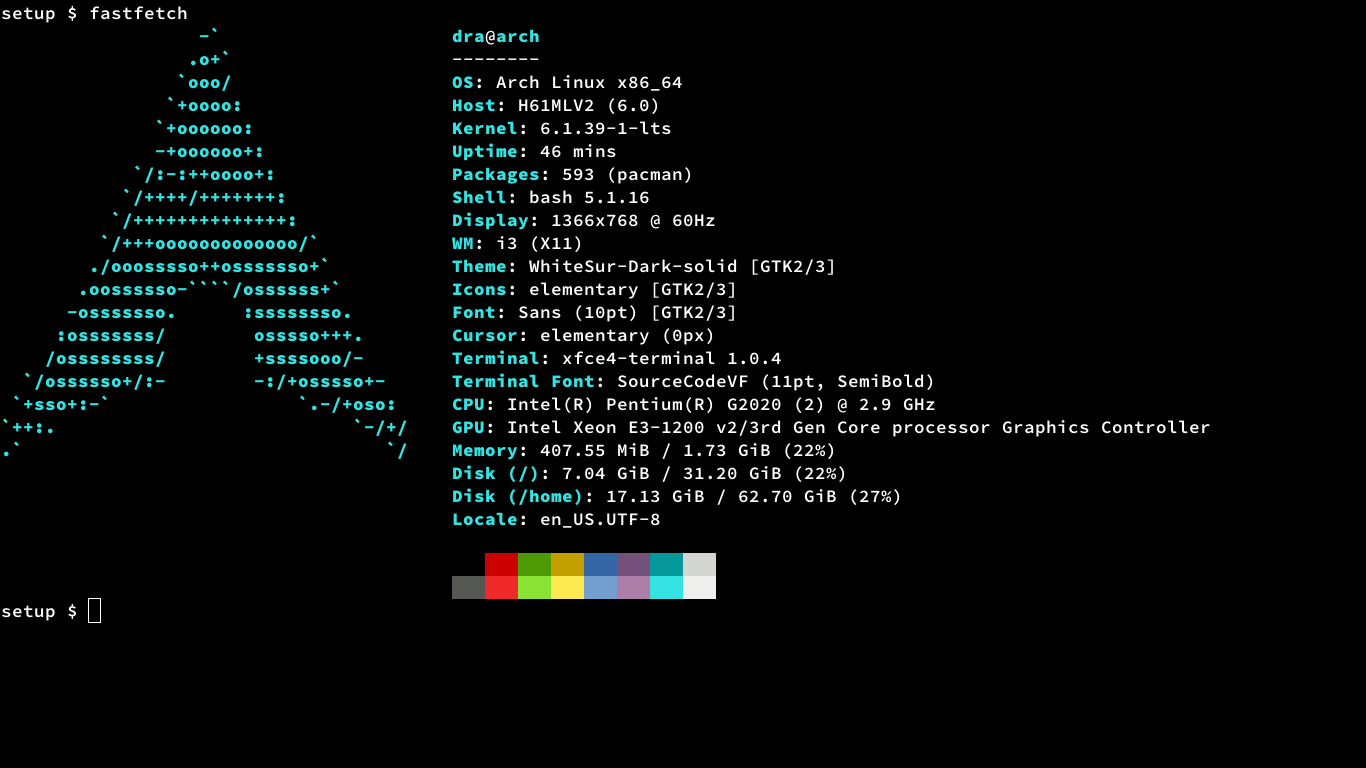 setup $ fastfetch
                  -`
                 .o+`
                `ooo/
               `+oooo:
              `+oooooo:
              -+oooooo+:
            `/:-:++oooo+:
           `/++++/+++++++:
          `/++++++++++++++:
         `/+++ooooooooooooo/`
        ./ooosssso++osssssso+`
       .oossssso-````/ossssss+`
      -osssssso.      :ssssssso.
     :osssssss/        osssso+++.
    /ossssssss/        +ssssooo/-
  `/ossssso+/:-        -:/+osssso+-
 `+sso+:-`                 `.-/+oso:
`++:.                           `-/+/
.`                                 `/
dra@arch
--------
OS: Arch Linux x86_64
Host: H61MLV2 (6.0)
Kernel: 6.1.39-1-lts
Uptime: 46 mins
Packages: 593 (pacman)
Shell: bash 5.1.16
Display: 1366x768 @ 60Hz
WM: i3 (X11)
Theme: WhiteSur-Dark-solid [GTK2/3]
Icons: elementary [GTK2/3]
Font: Sans (10pt) [GTK2/3]
Cursor: elementary (0px)
Terminal: xfce4-terminal 1.0.4
Terminal Font: SourceCodeVF (11pt, SemiBold)
CPU: Intel(R) Pentium(R) G2020 (2) @ 2.9 GHz
GPU: Intel Xeon E3-1200 v2/3rd Gen Core processor Graphics Controller
Memory: 407.55 MiB / 1.73 GiB (22%)
Disk (/): 7.04 GiB / 31.20 GiB (22%)
Disk (/home): 17.13 GiB / 62.70 GiB (27%)
Locale: en_US.UTF-8
setup $